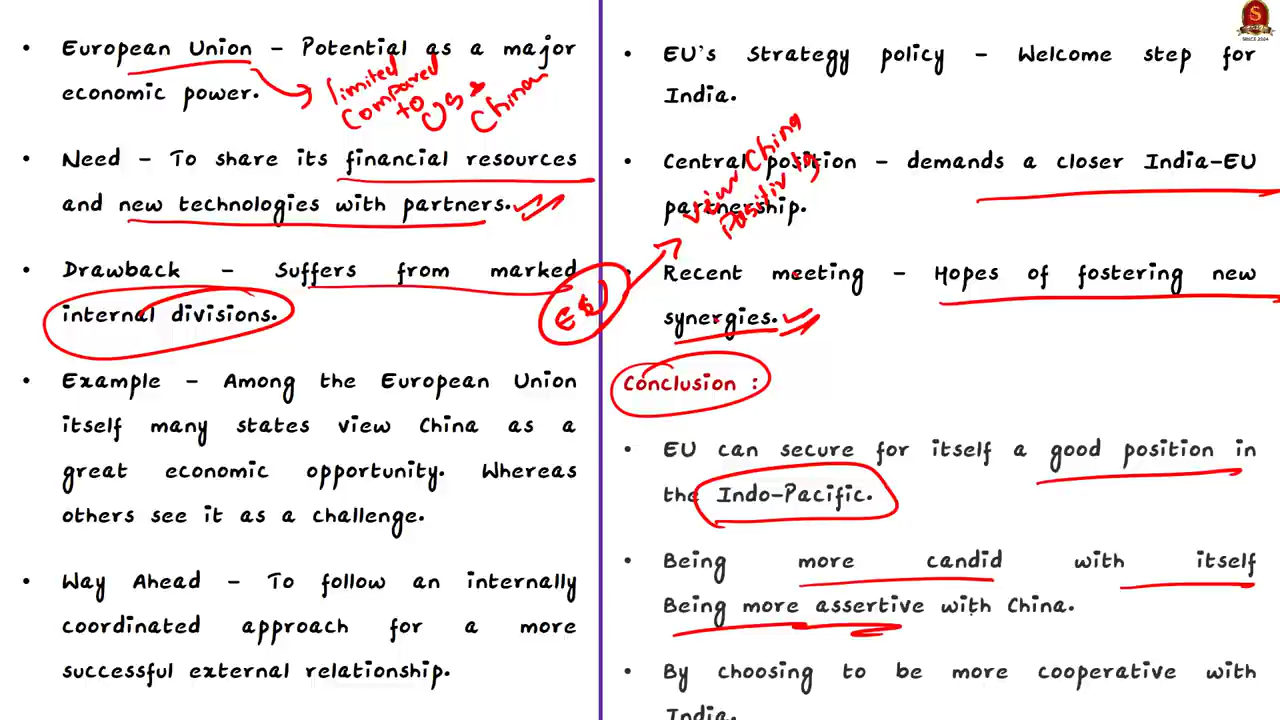 • European Union - Potential as a major
economic power.
limited
compared
to US &
China
• Need - To share its financial resources
and new technologies with partners.
• Drawback - Suffers from marked
internal divisions.
• Example - Among the European Union
itself many states view China as a
great economic opportunity. Whereas
others see it as a challenge.
• Way Ahead - To follow an internally
coordinated approach for a more
successful external relationship.
S
SINCE 2004
• EU's Strategy policy - Welcome step for
India.
• Central position - demands a closer India-EU
partnership.
view China
• Recent meeting - Hopes of fostering new
synergies.
Conclusion :
• EU can secure for itself a good position in
the Indo-Pacific.
• Being more candid with itself
Being more assertive with China.
• By choosing to be more cooperative with
India.